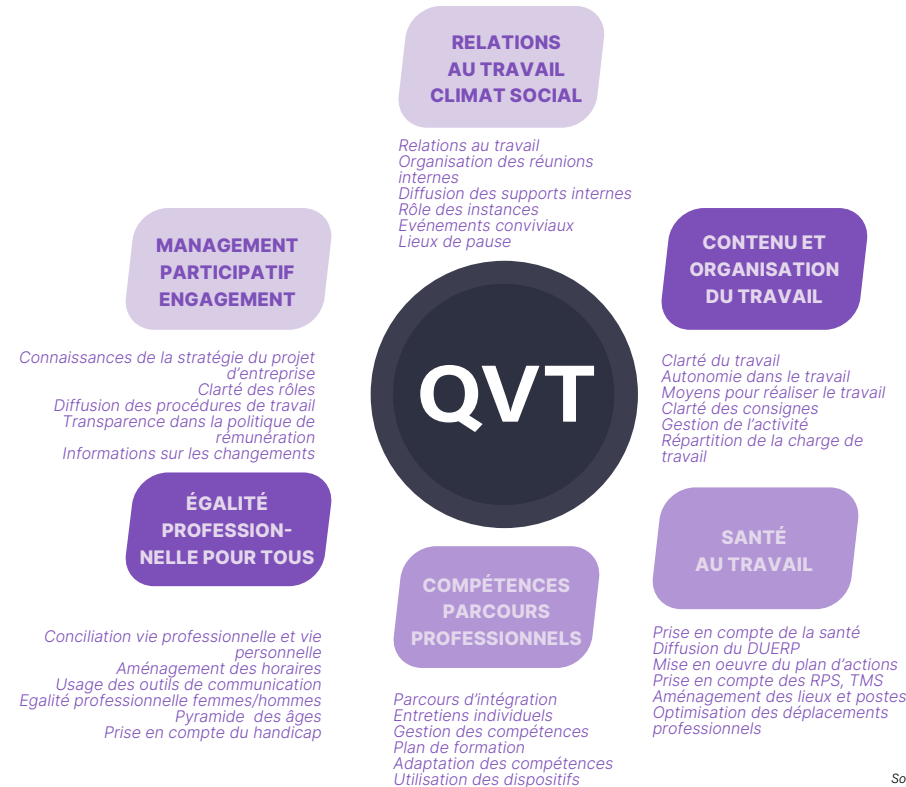 RELATIONS
AU TRAVAIL
CLIMAT SOCIAL
Relations au travail
Organisation des réunions
internes
Diffusion des supports internes
Rôle des instances
Evénements conviviaux
Lieux de pause
MANAGEMENT
PARTICIPATIF
ENGAGEMENT
Connaissances de la stratégie du projet
d'entreprise
Clarté des rôles
Diffusion des procédures de travail
Transparence dans la politique de
rémunération
Informations sur les changements
QVT
CONTENU ET
ORGANISATION
DU TRAVAIL
Clarté du travail
Autonomie dans le travail
Moyens pour réaliser le travail
Clarté des consignes
Gestion de l'activité
Répartition de la charge de
travail
ÉGALITÉ
PROFESSION-
NELLE POUR TOUS
Conciliation vie professionnelle et vie
personnelle
Aménagement des horaires
Usage des outils de communication
Egalité professionnelle femmes/hommes
Pyramide  des âges
Prise en compte du handicap
COMPÉTENCES
PARCOURS
PROFESSIONNELS
Parcours d'intégration
Entretiens individuels
Gestion des compétences
Plan de formation
Adaptation des compétences
Utilisation des dispositifs
SANTÉ
AU TRAVAIL
Prise en compte de la santé
Diffusion du DUERP
Mise en oeuvre du plan d'actions
Prise en compte des RPS, TMS
Aménagement des lieux et postes
Optimisation des déplacements
professionnels
So